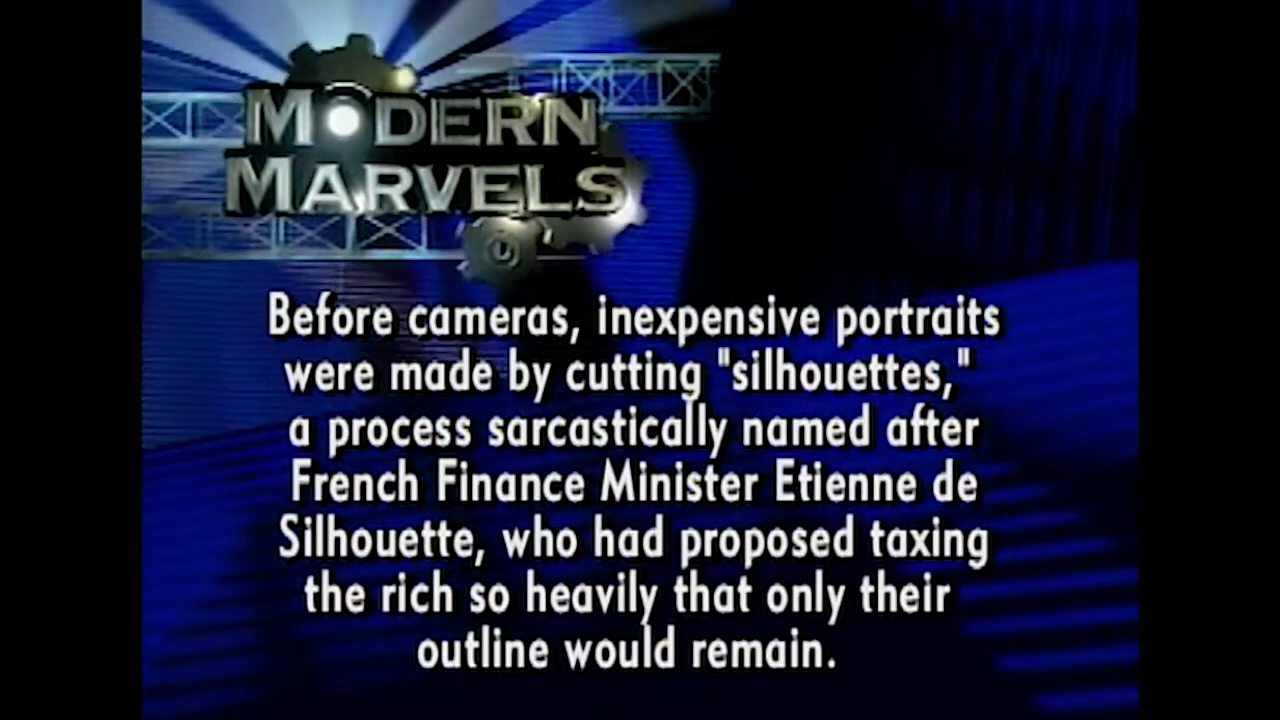 MODERN
MARVELS
Before cameras, inexpensive portraits
were made by cutting "silhouettes,"
a process sarcastically named after
French Finance Minister Etienne de
Silhouette, who had proposed taxing
the rich so heavily that only their
outline would remain.